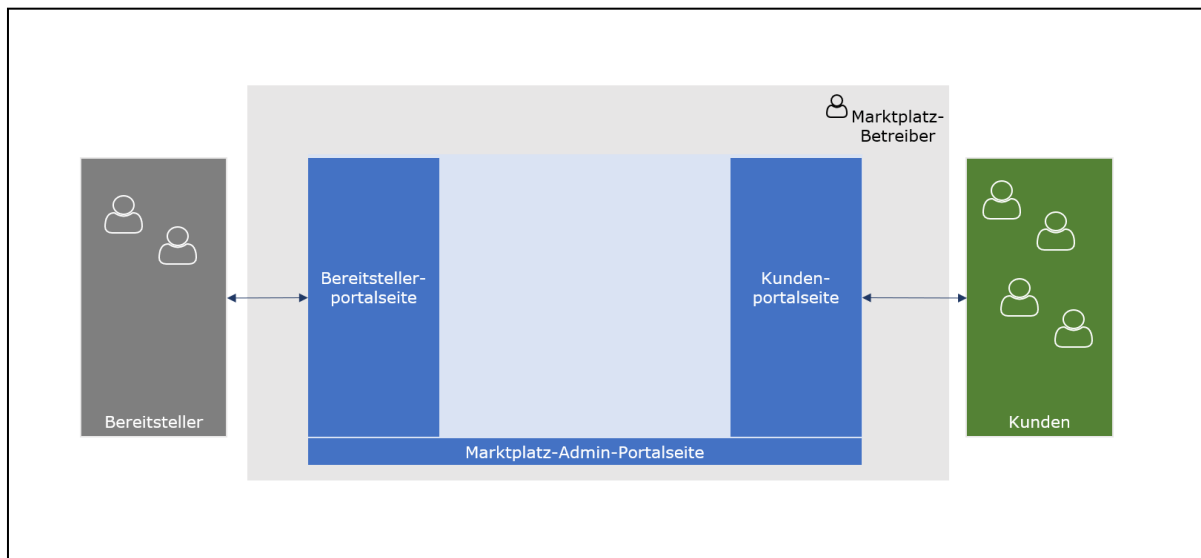 Marktplatz-
Betreiber
Bereitsteller-
portalseite
Kunden-
portalseite
Bereitsteller
Kunden
Marktplatz-Admin-Portalseite